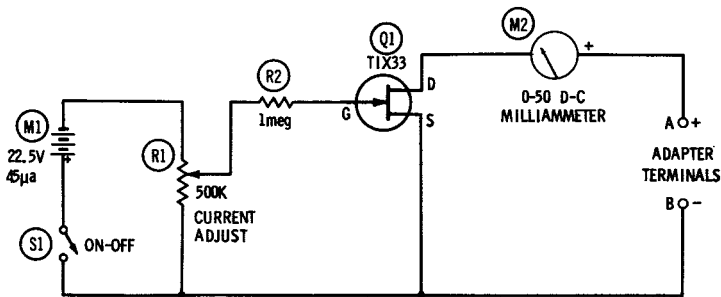 M2
Q1
TIX33
+
R2
D
0-50 D-C
MILLIAMMETER
M1
1meg
G
S
22.5V
45µa
+
R1
A +
500K
ADAPTER
TERMINALS
CURRENT
ADJUST
B -
S1
ON-OFF